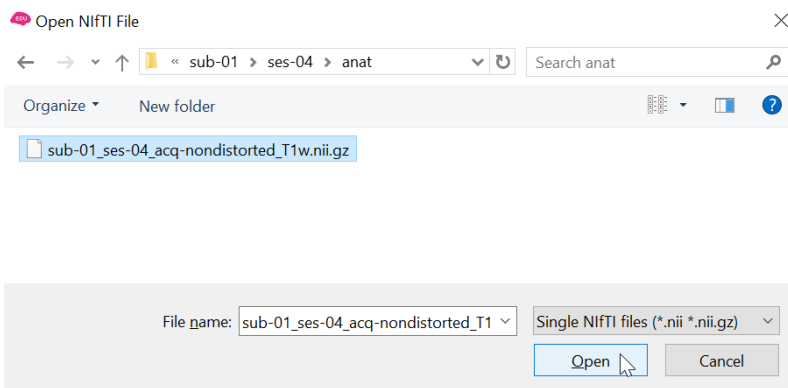 EDU Open NIfTI File
« sub-01 > ses-04 > anat Search anat
Organize New folder ?
sub-01_ses-04_acq-nondistorted_T1w.nii.gz
File name: sub-01_ses-04_acq-nondistorted_T1 Single NIfTI files (*.nii *.nii.gz)
Open Cancel